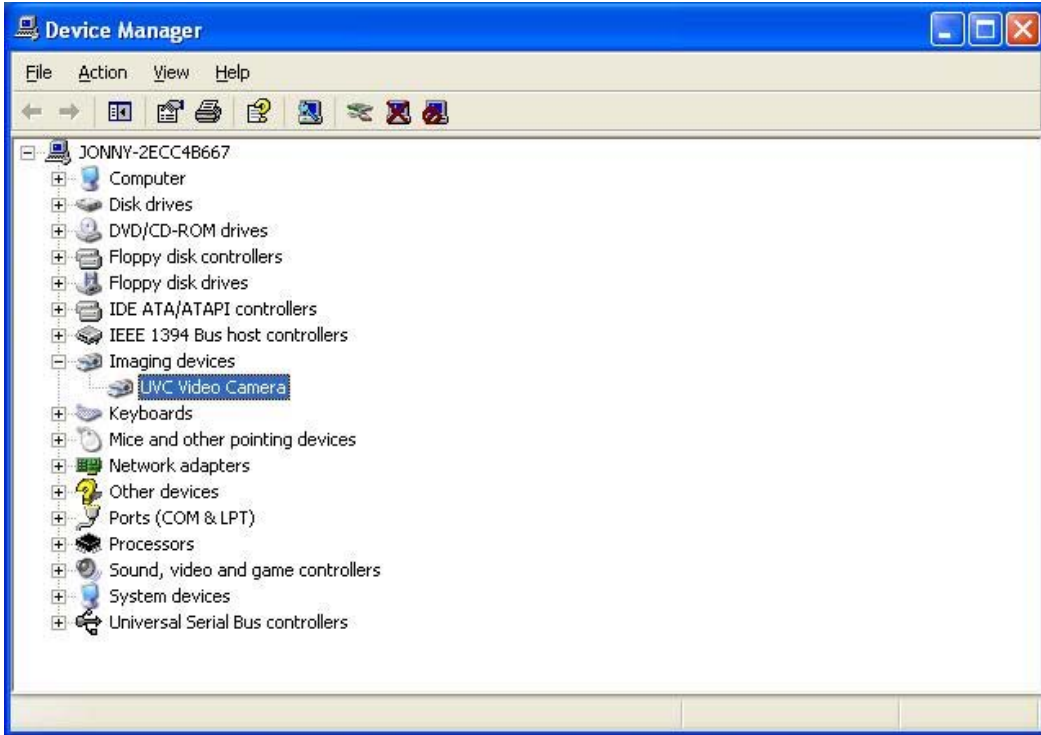 Device Manager
File Action View Help
JONNY-2ECC4B667
Computer
Disk drives
DVD/CD-ROM drives
Floppy disk controllers
Floppy disk drives
IDE ATA/ATAPI controllers
IEEE 1394 Bus host controllers
Imaging devices
UVC Video Camera
Keyboards
Mice and other pointing devices
Network adapters
Other devices
Ports (COM & LPT)
Processors
Sound, video and game controllers
System devices
Universal Serial Bus controllers